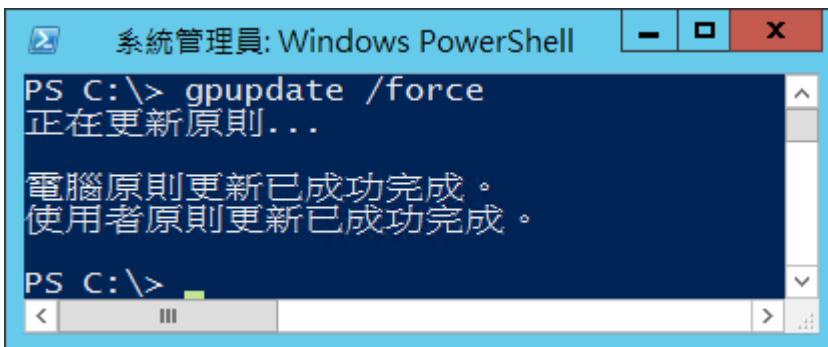 系統管理員: Windows PowerShell
PS C:\> gpupdate /force
正在更新原則...
電腦原則更新已成功完成。
使用者原則更新已成功完成。
PS C:\>